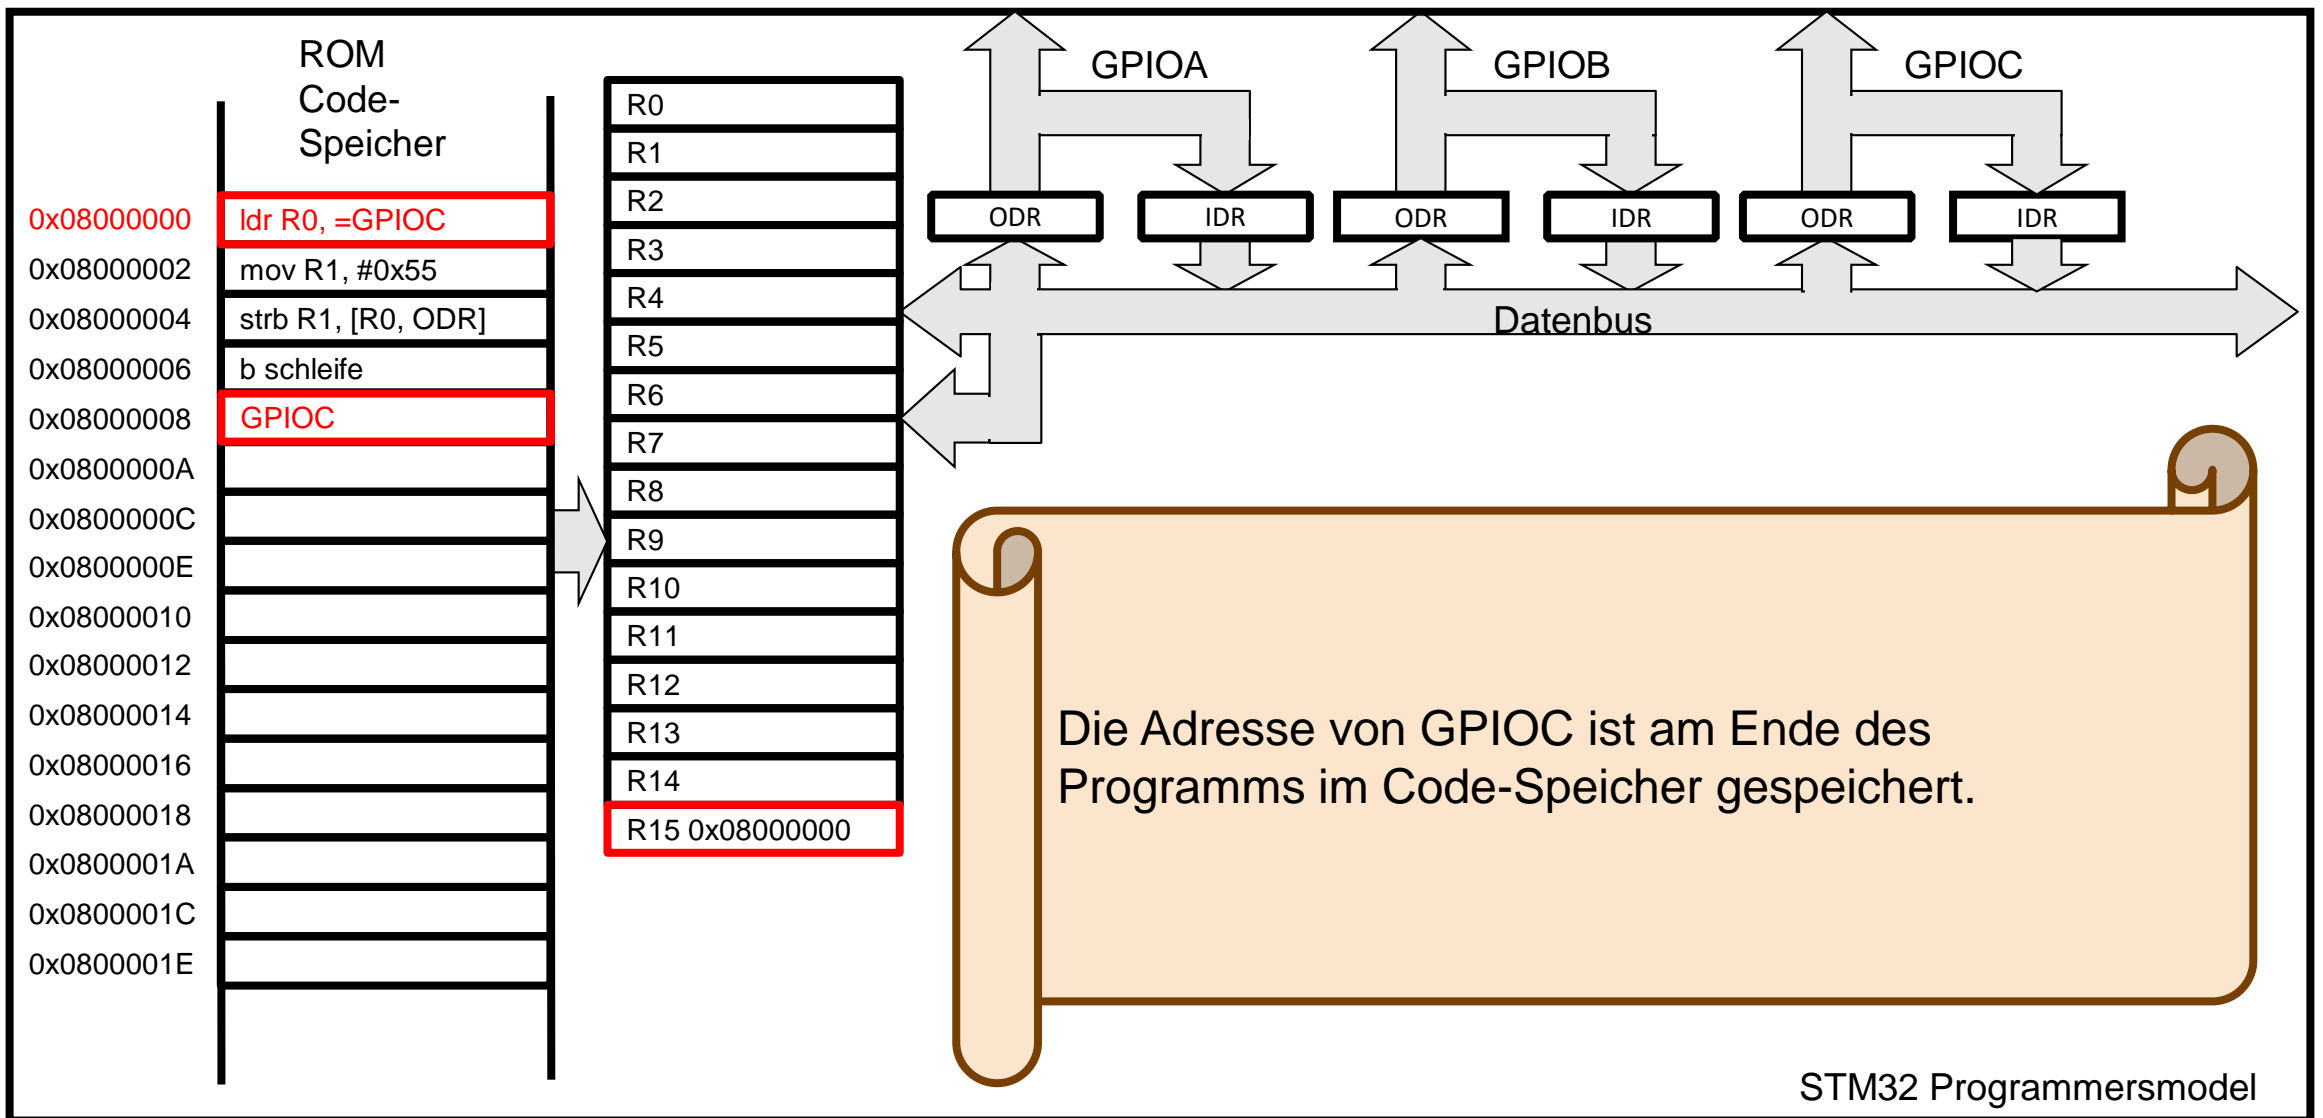 ROM
Code-
Speicher
0x08000000 ldr R0, =GPIOC
0x08000002 mov R1, #0x55
0x08000004 strb R1, [R0, ODR]
0x08000006 b schleife
0x08000008 GPIOC
0x0800000A
0x0800000C
0x0800000E
0x08000010
0x08000012
0x08000014
0x08000016
0x08000018
0x0800001A
0x0800001C
0x0800001E
R0
R1
R2
R3
R4
R5
R6
R7
R8
R9
R10
R11
R12
R13
R14
R15 0x08000000
GPIOA GPIOB GPIOC
ODR IDR ODR IDR ODR IDR
Datenbus
Die Adresse von GPIOC ist am Ende des
Programms im Code-Speicher gespeichert.
STM32 Programmersmodel